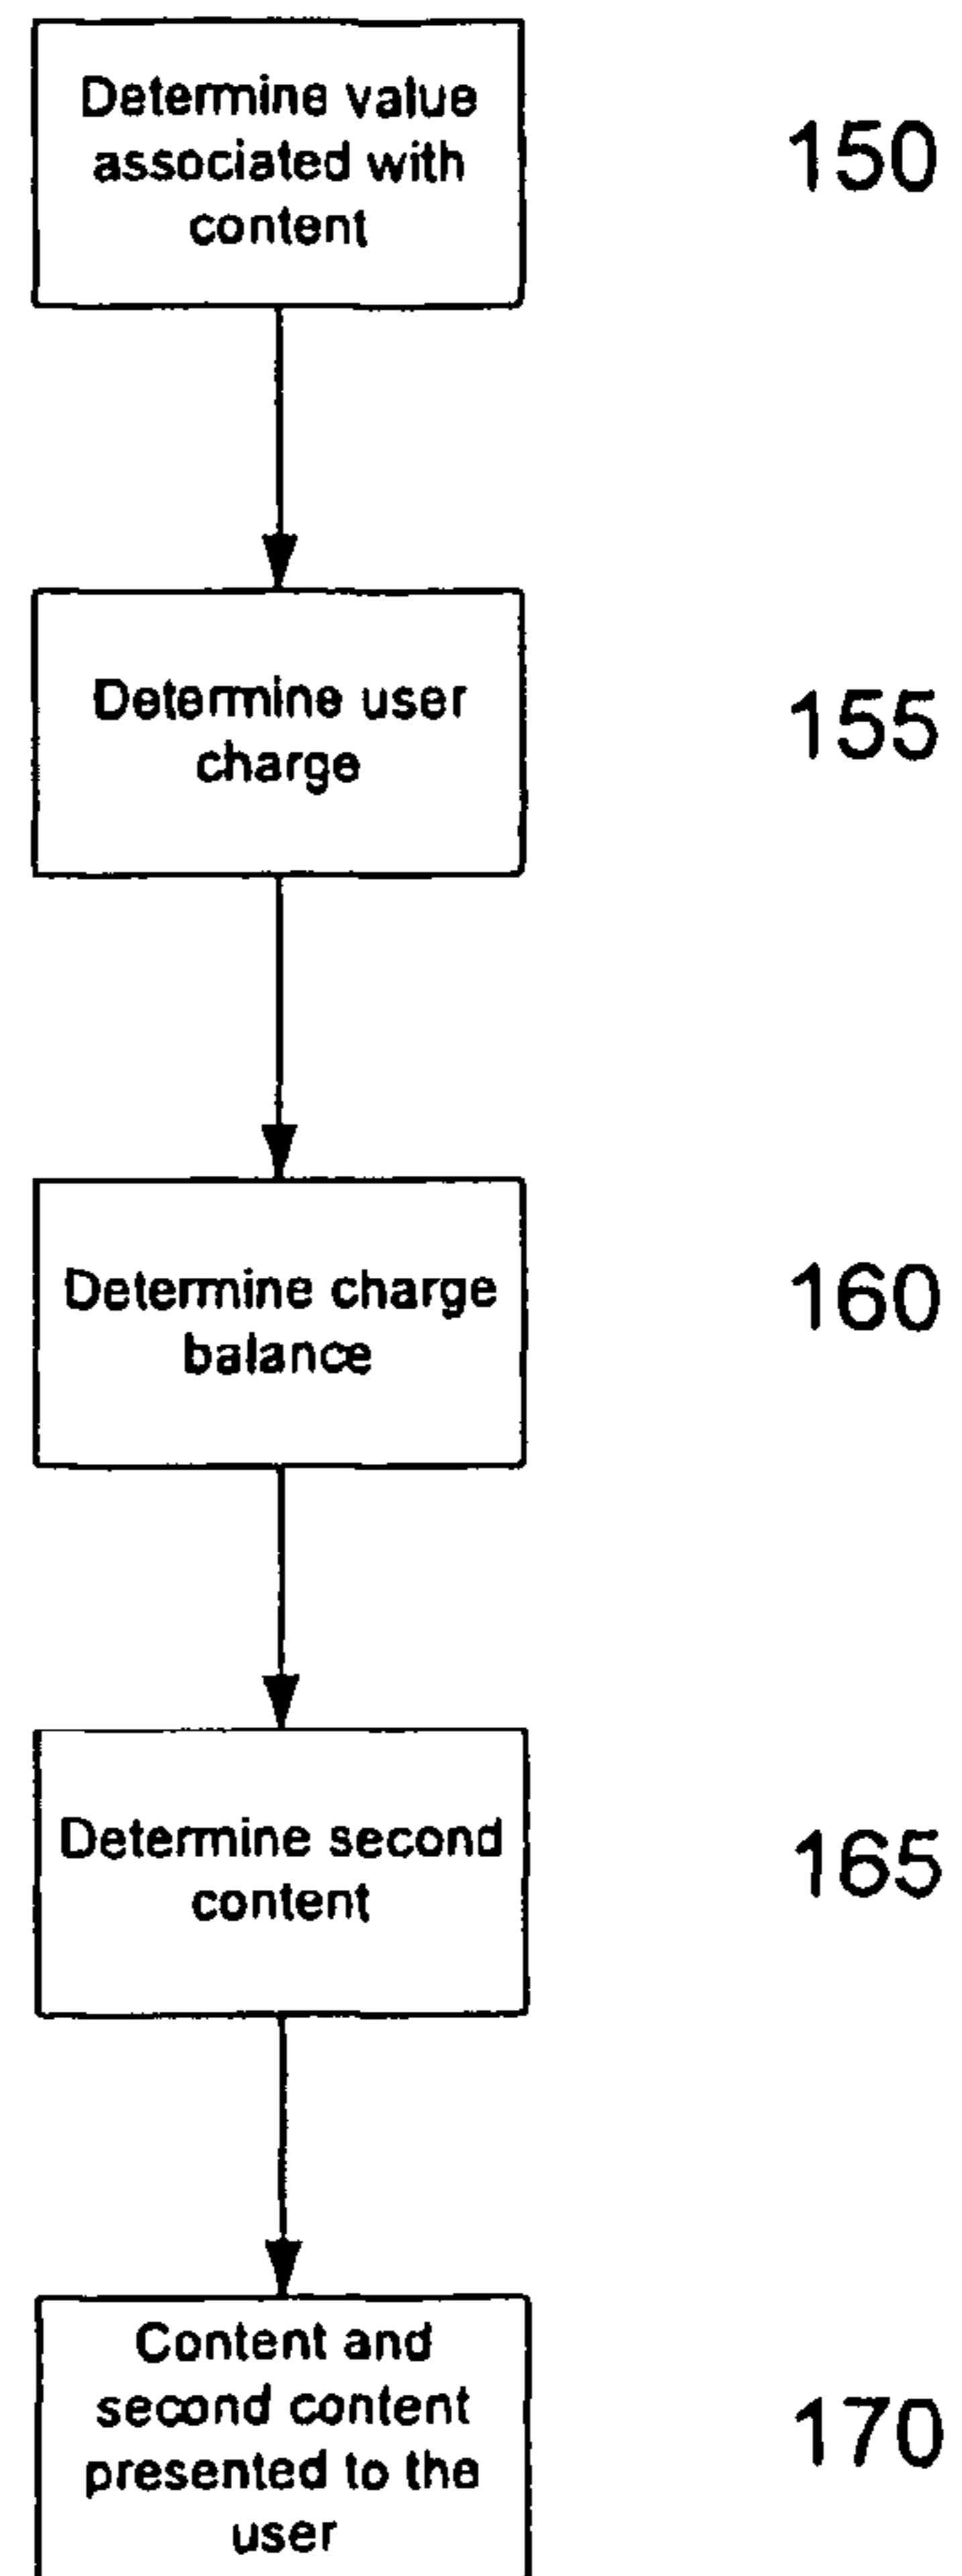 Determine value
associated with
content
150
Determine user
charge
155
Determine charge
balance
160
Determine second
content
165
Content and
second content
presented to the
user
170